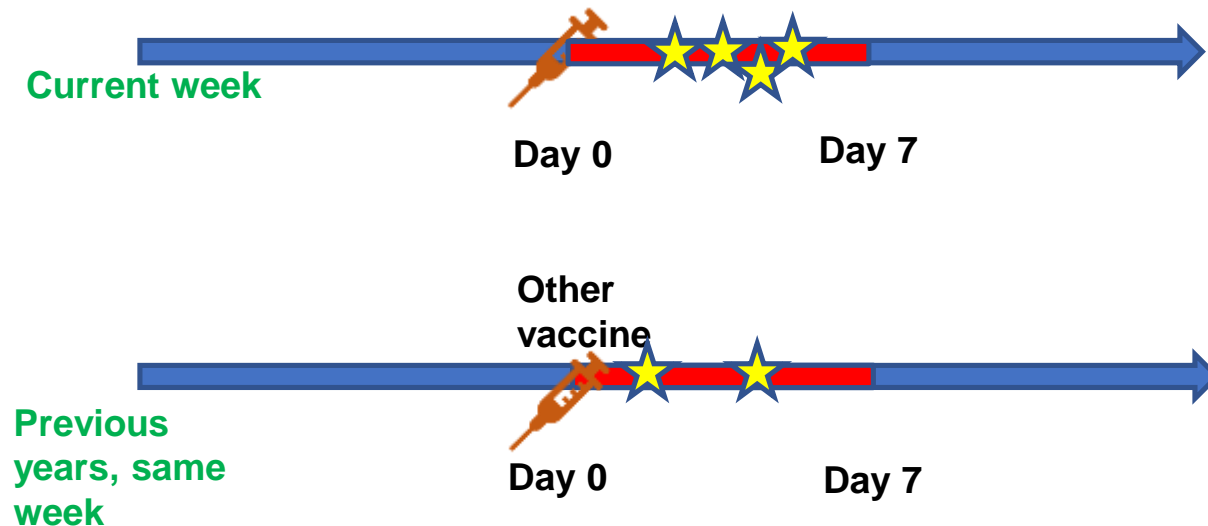 Current week
Day 0
Day 7
Other
vaccine
Previous
years, same
week
Day 0
Day 7